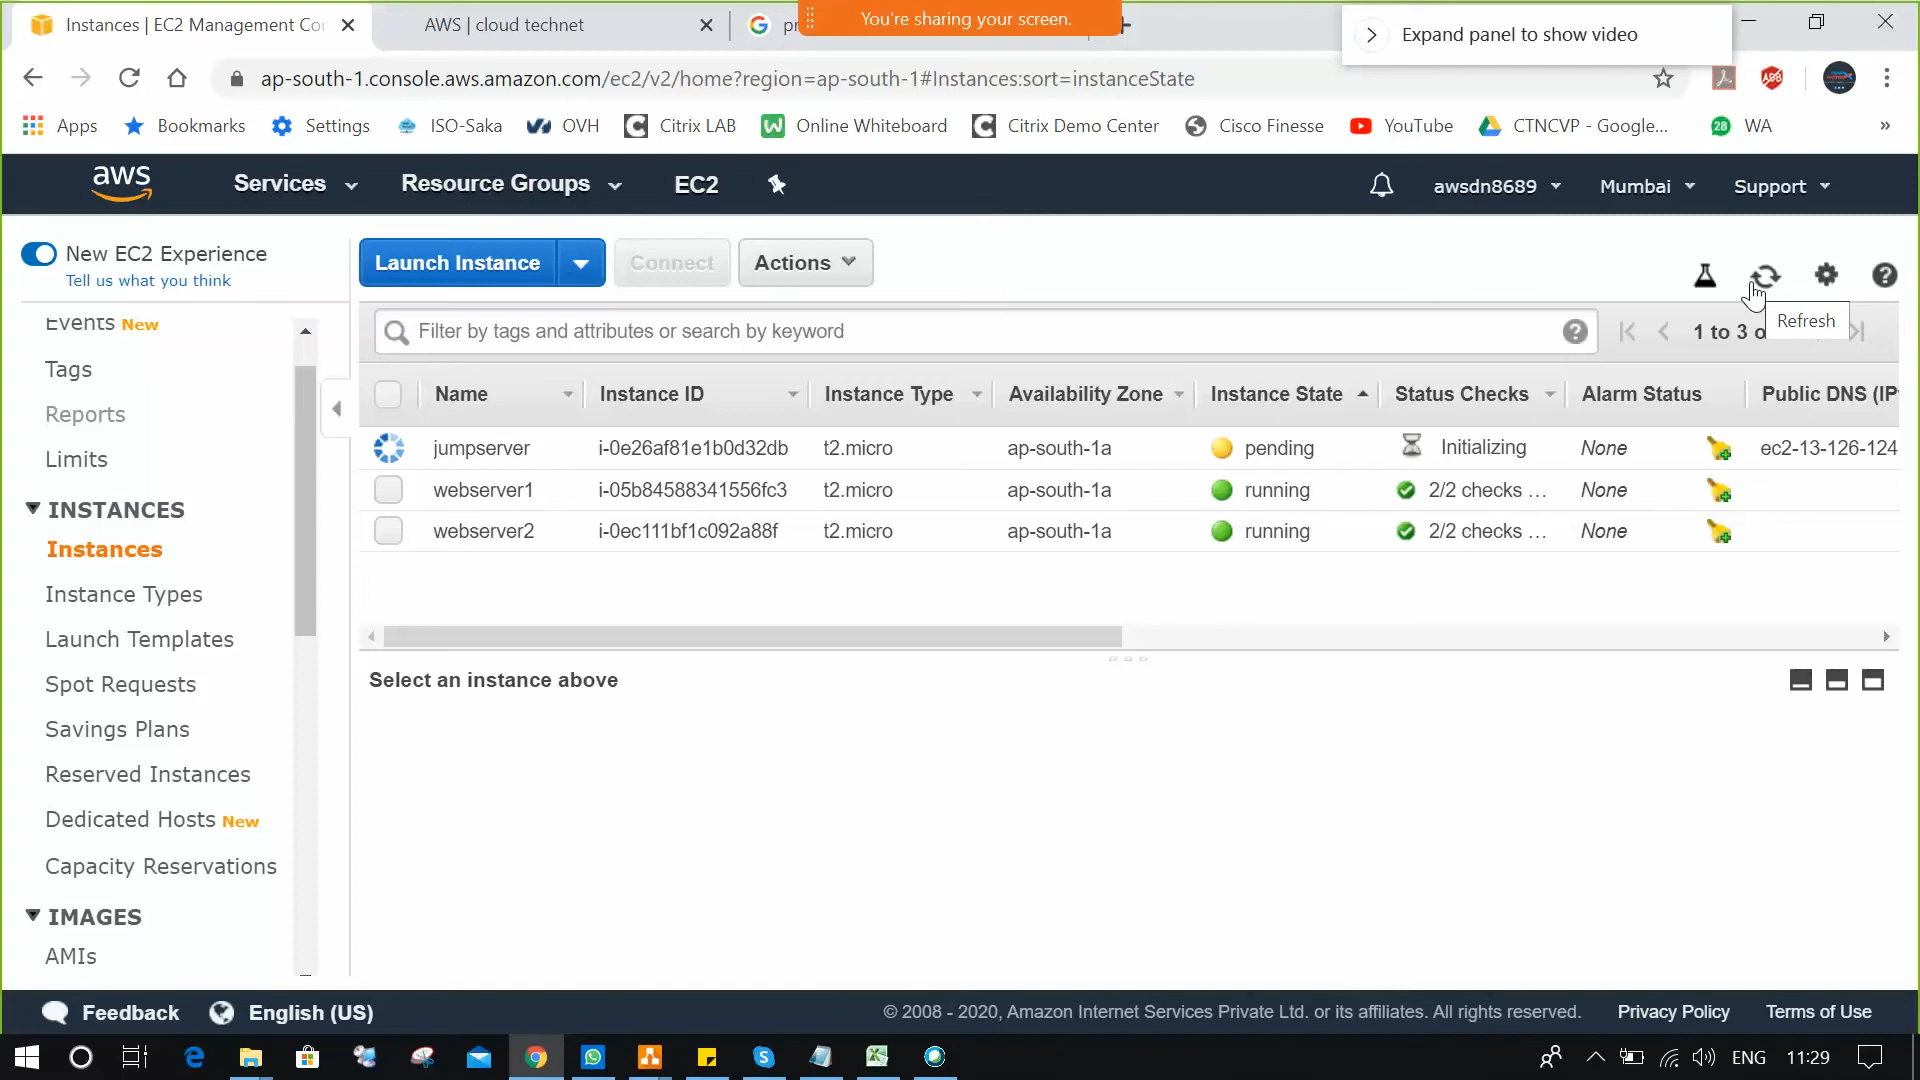 Instances | EC2 Management Con
AWS | cloud technet
pr
You're sharing your screen.
Expand panel to show video
ap-south-1.console.aws.amazon.com/ec2/v2/home?region=ap-south-1#Instances:sort=instanceState
Apps
Bookmarks
Settings
ISO-Saka
OVH
Citrix LAB
Online Whiteboard
Citrix Demo Center
Cisco Finesse
YouTube
CTNCVP - Google...
28 WA
»
aws
Services
Resource Groups
EC2
awsdn8689
Mumbai
Support
New EC2 Experience
Tell us what you think
Launch Instance
Connect
Actions
Filter by tags and attributes or search by keyword
1 to 3 o
Refresh
Events New
Tags
Reports
Limits
INSTANCES
Instances
Instance Types
Launch Templates
Spot Requests
Savings Plans
Reserved Instances
Dedicated Hosts New
Capacity Reservations
IMAGES
AMIs
Name Instance ID Instance Type Availability Zone Instance State Status Checks Alarm Status Public DNS (IP
jumpserver i-0e26af81e1b0d32db t2.micro ap-south-1a pending Initializing None ec2-13-126-124
webserver1 i-05b84588341556fc3 t2.micro ap-south-1a running 2/2 checks ... None
webserver2 i-0ec111bf1c092a88f t2.micro ap-south-1a running 2/2 checks ... None
Select an instance above
Feedback
English (US)
© 2008 - 2020, Amazon Internet Services Private Ltd. or its affiliates. All rights reserved.
Privacy Policy
Terms of Use
ENG
11:29